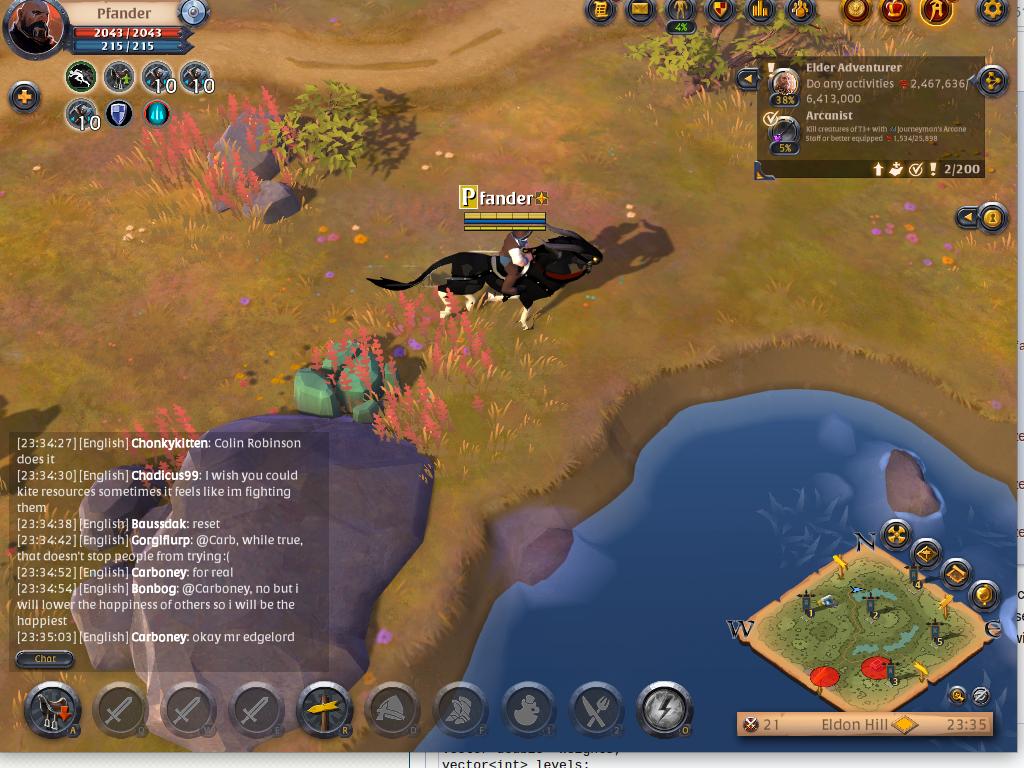 Pfander
2043 / 2043
215 / 215
10
10
10
4%
Elder Adventurer
Do any activities 2,467,636/
6,413,000
38%
Arcanist
Kill creatures of T3+ with Journeyman's Arcane
Staff or better equipped 1,534/25,898
5%
2/200
Pfander
[23:34:27] [English] Chonkykitten: Colin Robinson
does it
[23:34:30] [English] Chadicus99: I wish you could
kite resources sometimes it feels like im fighting
them
[23:34:38] [English] Baussdak: reset
[23:34:42] [English] Gorgiflurp: @Carb, while true,
that doesn't stop people from trying :(
[23:34:52] [English] Carboney: for real
[23:34:54] [English] Bonbog: @Carboney, no but i
will lower the happiness of others so i will be the
happiest
[23:35:03] [English] Carboney: okay mr edgelord
Chat
N
W
E
1
2
3
4
5
A
Q
W
E
R
D
F
1
2
O
21
Eldon Hill
23:35
vector<int> levels;